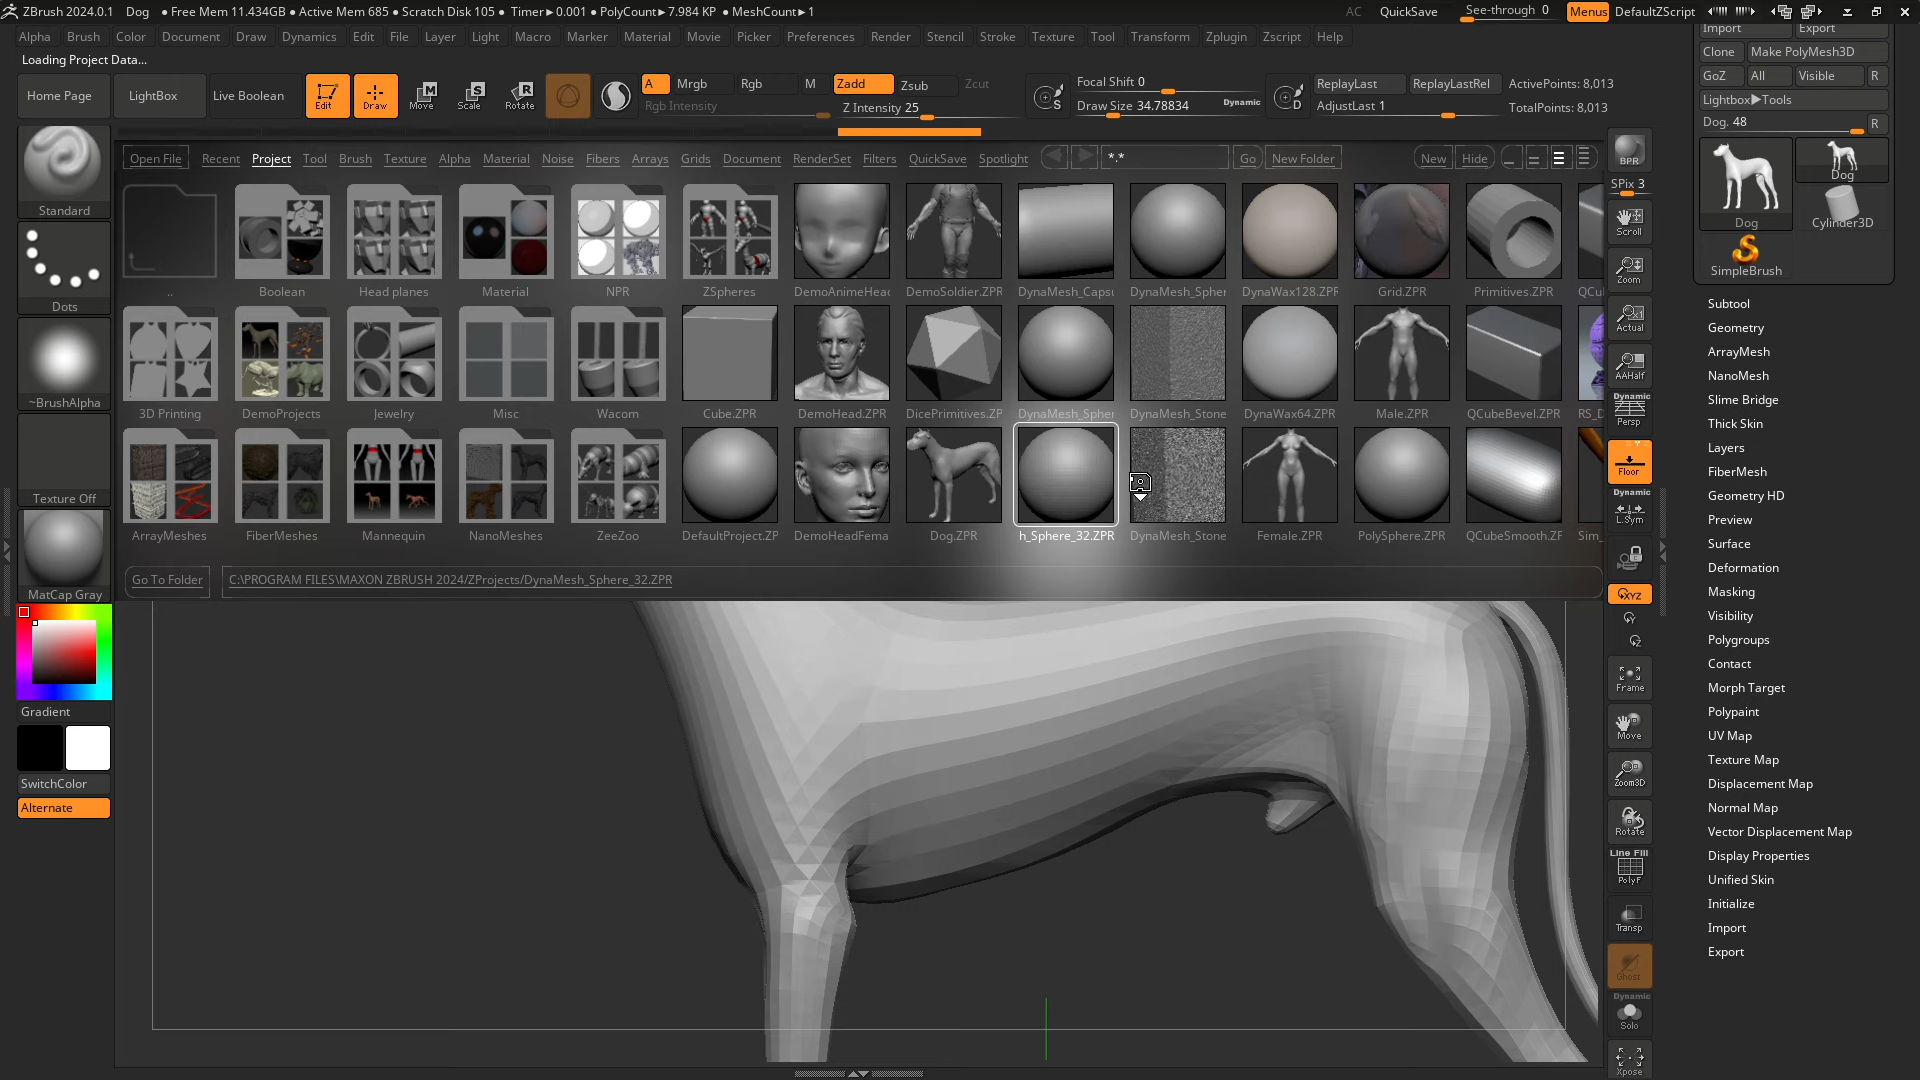 ZBrush 2024.0.1 Dog ● Free Mem 11.434GB ● Active Mem 685 ● Scratch Disk 105 ● Timer▶0.001 ● PolyCount▶7.984 KP ● MeshCount▶1 AC QuickSave See-through 0 Menus DefaultZScript
Alpha Brush Color Document Draw Dynamics Edit File Layer Light Macro Marker Material Movie Picker Preferences Render Stencil Stroke Texture Tool Transform Zplugin Zscript Help
Loading Project Data...
Home Page LightBox Live Boolean Edit Draw Move Scale Rotate
A Mrgb Rgb M Zadd Zsub Zcut
Rgb Intensity Z Intensity 25
Focal Shift 0
Draw Size 34.78834 Dynamic
ReplayLast ReplayLastRel ActivePoints: 8,013
AdjustLast 1 TotalPoints: 8,013
Open File Recent Project Tool Brush Texture Alpha Material Noise Fibers Arrays Grids Document RenderSet Filters QuickSave Spotlight *.* Go New Folder New Hide
.. Boolean Head planes Material NPR ZSpheres DemoAnimeHead DemoSoldier.ZPR DynaMesh_Capsu DynaMesh_Spher DynaWax128.ZPR Grid.ZPR Primitives.ZPR QCu
3D Printing DemoProjects Jewelry Misc Wacom Cube.ZPR DemoHead.ZPR DicePrimitives.ZP DynaMesh_Spher DynaMesh_Stone DynaWax64.ZPR Male.ZPR QCubeBevel.ZPR RS_D
ArrayMeshes FiberMeshes Mannequin NanoMeshes ZeeZoo DefaultProject.ZP DemoHeadFema Dog.ZPR h_Sphere_32.ZPR DynaMesh_Stone Female.ZPR PolySphere.ZPR QCubeSmooth.ZF Sim_
Go To Folder C:\PROGRAM FILES\MAXON ZBRUSH 2024/ZProjects/DynaMesh_Sphere_32.ZPR
Standard
Dots
~BrushAlpha
Texture Off
MatCap Gray
Gradient
SwitchColor
Alternate
BPR
SPix 3
Scroll
Zoom
Actual
AAHalf
Dynamic
Persp
Floor
Dynamic
L.Sym
XYZ
Y
Z
Frame
Move
Zoom3D
Rotate
Line Fill
PolyF
Transp
Ghost
Dynamic
Solo
Xpose
Import Export
Clone Make PolyMesh3D
GoZ All Visible R
Lightbox▶Tools
Dog. 48 R
Dog
Dog Cylinder3D
SimpleBrush
Subtool
Geometry
ArrayMesh
NanoMesh
Slime Bridge
Thick Skin
Layers
FiberMesh
Geometry HD
Preview
Surface
Deformation
Masking
Visibility
Polygroups
Contact
Morph Target
Polypaint
UV Map
Texture Map
Displacement Map
Normal Map
Vector Displacement Map
Display Properties
Unified Skin
Initialize
Import
Export